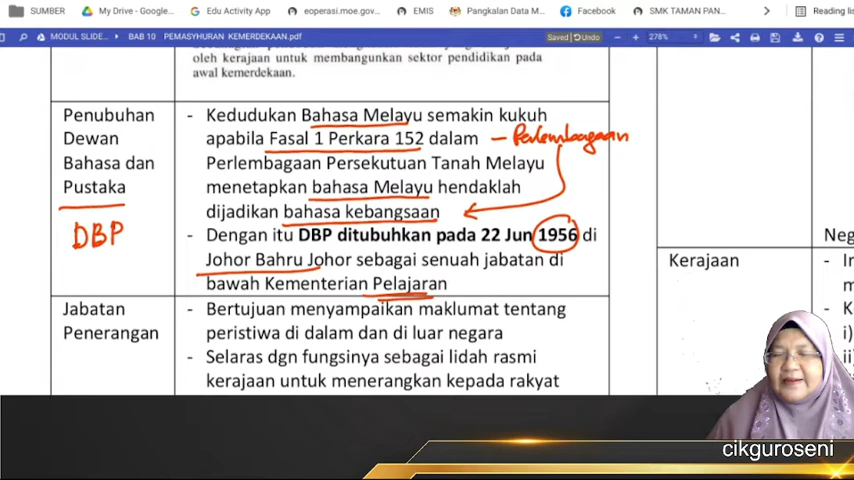 SUMBER
My Drive - Google...
Edu Activity App
eoperasi.moe.gov...
EMIS
Pangkalan Data M...
Facebook
SMK TAMAN PAN...
Reading lis
MODUL SLIDE...
BAB 10 PEMASYHURAN KEMERDEKAAN.pdf
Saved
Undo
278%
oleh kerajaan untuk membangunkan sektor pendidikan pada
awal kemerdekaan.
Penubuhan
Dewan
Bahasa dan
Pustaka
DBP
- Kedudukan Bahasa Melayu semakin kukuh
apabila Fasal 1 Perkara 152 dalam
- Perlembagaan
Perlembagaan Persekutuan Tanah Melayu
menetapkan bahasa Melayu hendaklah
dijadikan bahasa kebangsaan
- Dengan itu DBP ditubuhkan pada 22 Jun 1956 di
Johor Bahru Johor sebagai senuah jabatan di
bawah Kementerian Pelajaran
Jabatan
Penerangan
- Bertujuan menyampaikan maklumat tentang
peristiwa di dalam dan di luar negara
- Selaras dgn fungsinya sebagai lidah rasmi
kerajaan untuk menerangkan kepada rakyat
Neg
Kerajaan
- In
m
- K
i)
ii)
cikguroseni